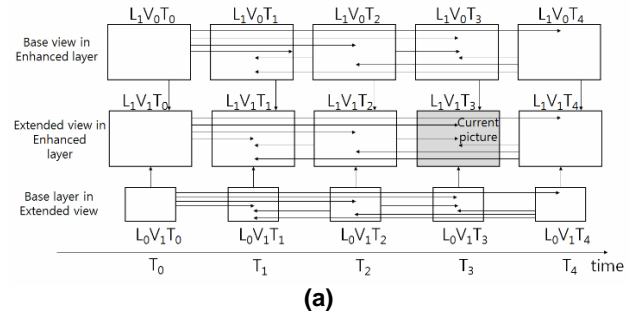 L1V0T0 L1V0T1 L1V0T2 L1V0T3 L1V0T4
Base view in
Enhanced layer
L1V1T0 L1V1T1 L1V1T2 L1V1T3 L1V1T4
Extended view in
Enhanced
layer
Current
picture
Base layer in
Extended view
L0V1T0 L0V1T1 L0V1T2 L0V1T3 L0V1T4
T0 T1 T2 T3 T4 time
(a)